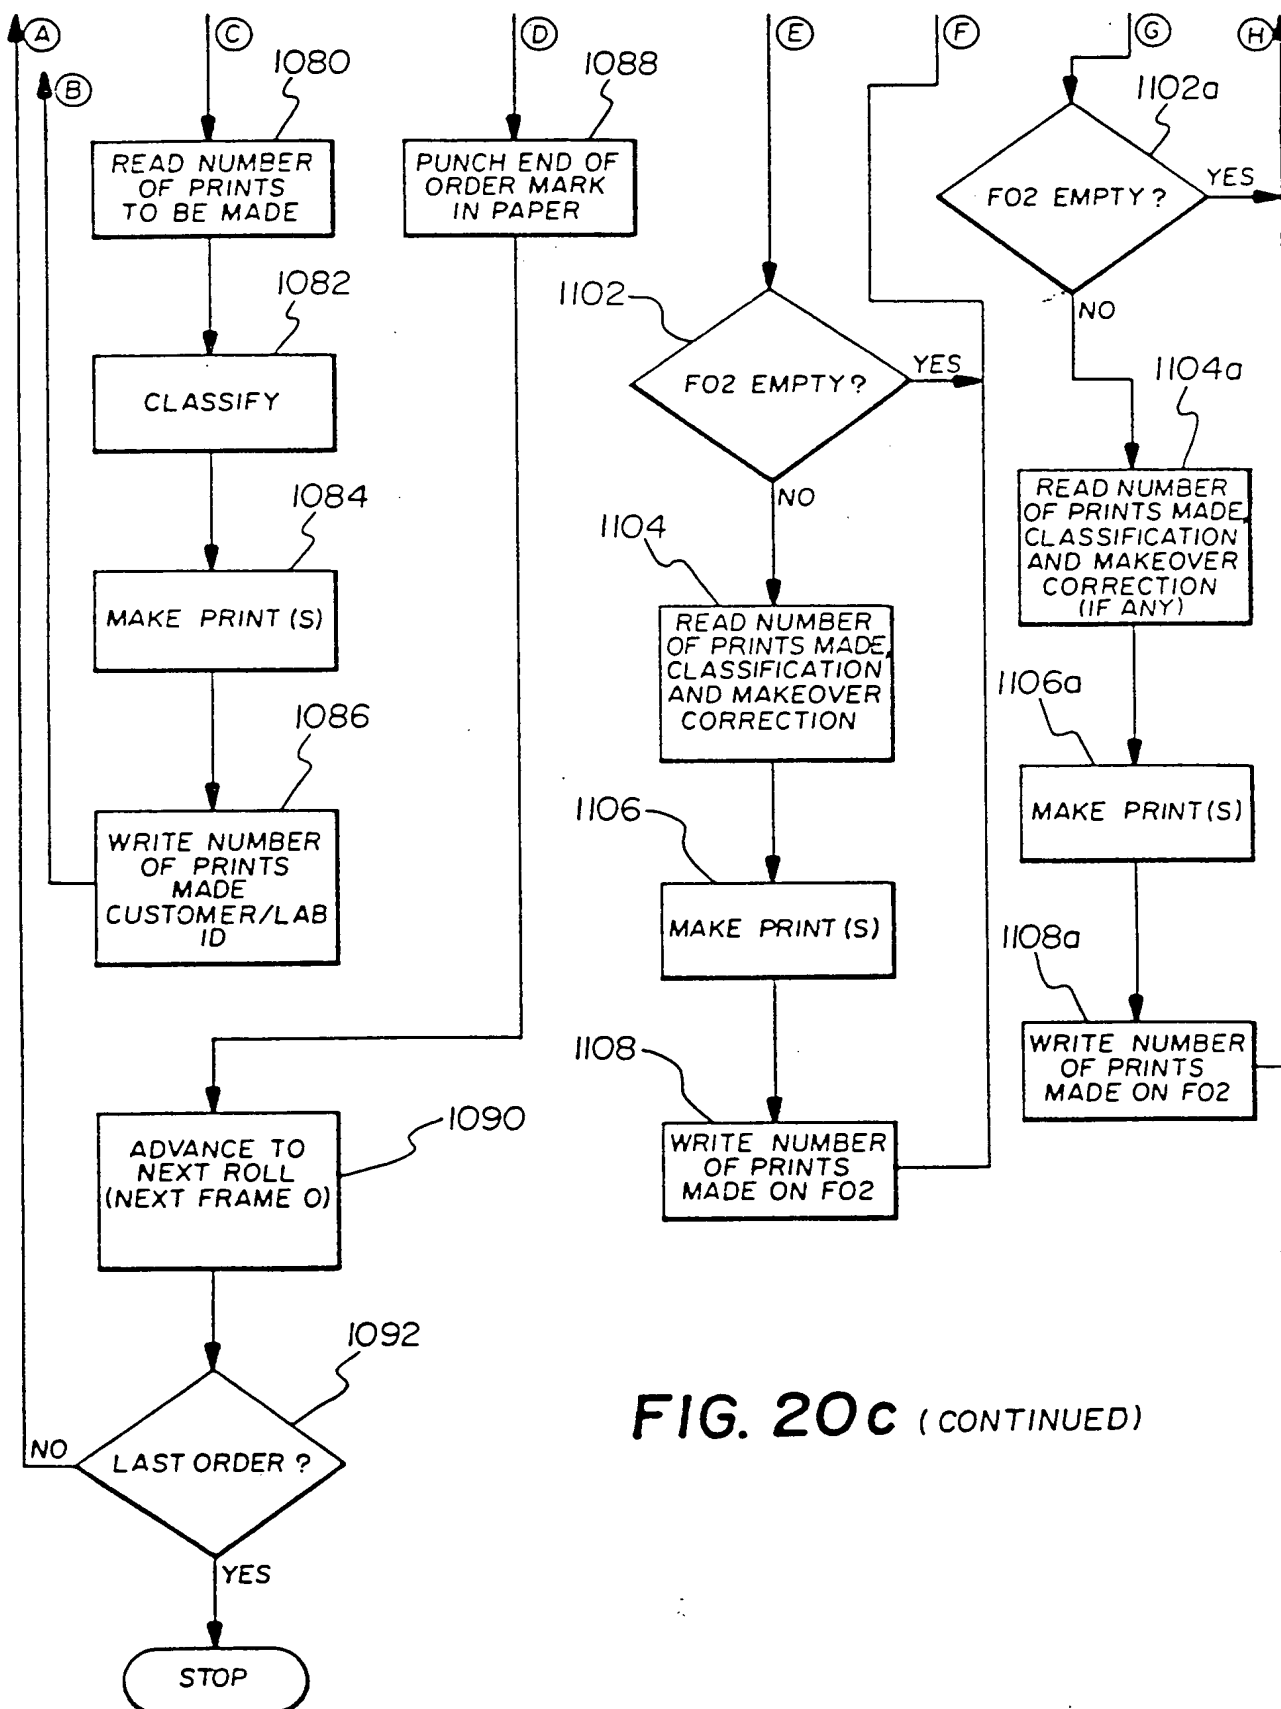 A
C
D
E
F
G
H
B
1080
READ NUMBER
OF PRINTS
TO BE MADE
1082
CLASSIFY
1084
MAKE PRINT(S)
1086
WRITE NUMBER
OF PRINTS
MADE
CUSTOMER/LAB
ID
1088
PUNCH END OF
ORDER MARK
IN PAPER
1090
ADVANCE TO
NEXT ROLL
(NEXT FRAME 0)
1092
LAST ORDER ?
NO
YES
STOP
1102
F02 EMPTY?
YES
NO
1104
READ NUMBER
OF PRINTS MADE,
CLASSIFICATION
AND MAKEOVER
CORRECTION
1106
MAKE PRINT(S)
1108
WRITE NUMBER
OF PRINTS
MADE ON F02
1102a
F02 EMPTY?
YES
NO
1104a
READ NUMBER
OF PRINTS MADE,
CLASSIFICATION
AND MAKEOVER
CORRECTION
(IF ANY)
1106a
MAKE PRINT(S)
1108a
WRITE NUMBER
OF PRINTS
MADE ON F02
FIG. 20c (CONTINUED)